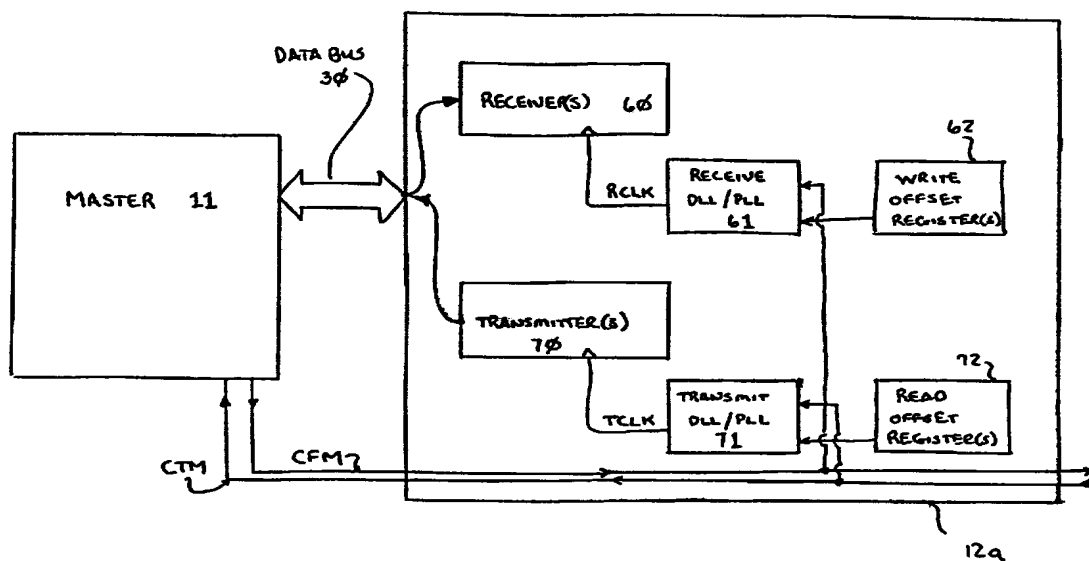 DATA BUS
3Ø
MASTER 11
RECEIVER(S) 6Ø
RCLK
RECEIVE
DLL/PLL
61
62
WRITE
OFFSET
REGISTER(S)
TRANSMITTER(S)
7Ø
TCLK
TRANSMIT
DLL/PLL
71
72
READ
OFFSET
REGISTER(S)
CTM
CFM
12a